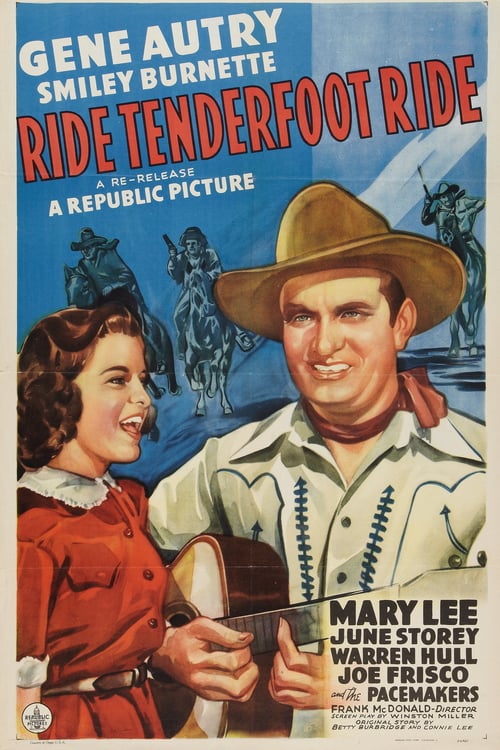 GENE AUTRY
SMILEY BURNETTE
RIDE TENDERFOOT RIDE
A RE-RELEASE
A REPUBLIC PICTURE
MARY LEE
JUNE STOREY
WARREN HULL
JOE FRISCO
and The PACEMAKERS
FRANK McDONALD-DIRECTOR
SCREEN PLAY BY WINSTON MILLER
ORIGINAL STORY BY
BETTY BURBRIDGE AND CONNIE LEE
REPUBLIC
PICTURES